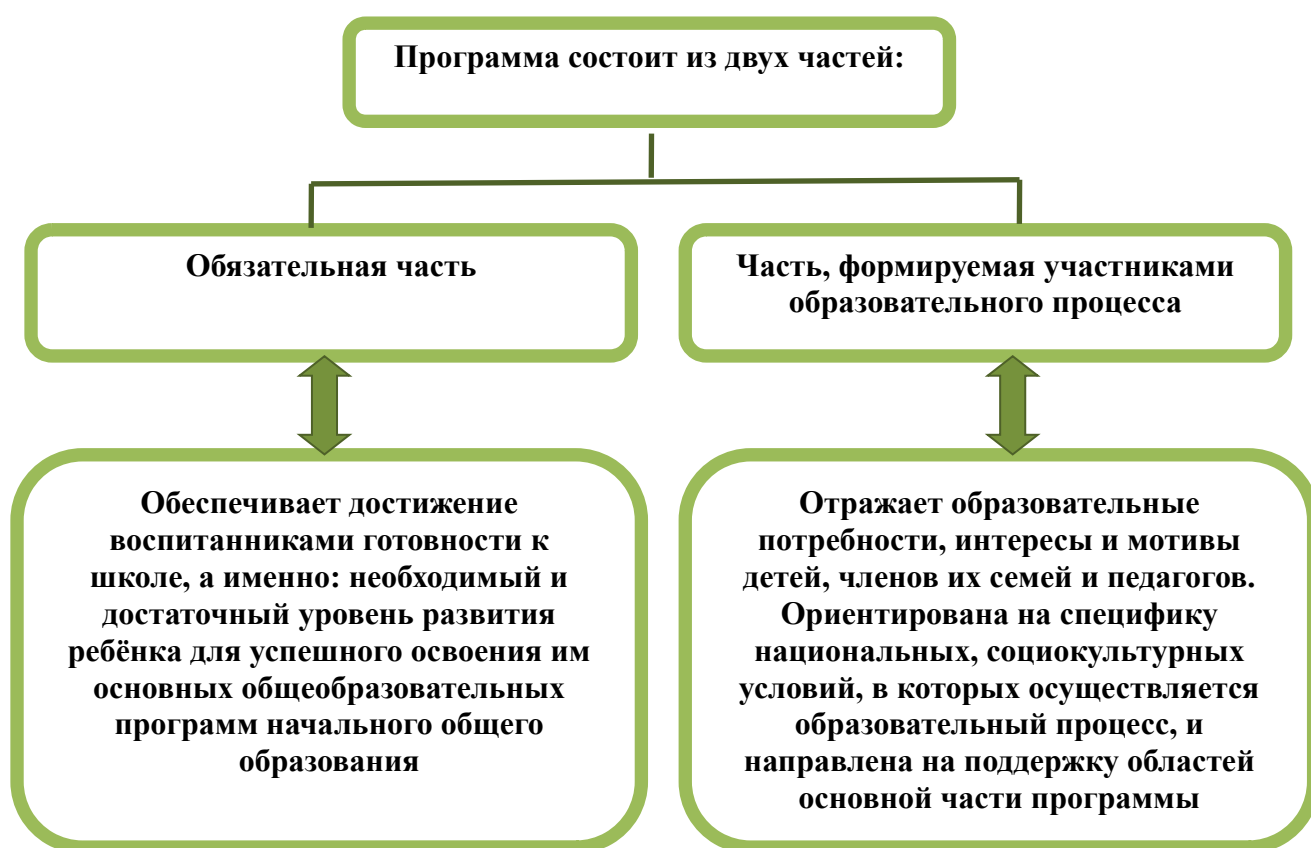 Программа состоит из двух частей:
Обязательная часть
Часть, формируемая участниками
образовательного процесса
Обеспечивает достижение
воспитанниками готовности к
школе, а именно: необходимый и
достаточный уровень развития
ребёнка для успешного освоения им
основных общеобразовательных
программ начального общего
образования
Отражает образовательные
потребности, интересы и мотивы
детей, членов их семей и педагогов.
Ориентирована на специфику
национальных, социокультурных
условий, в которых осуществляется
образовательный процесс, и
направлена на поддержку областей
основной части программы